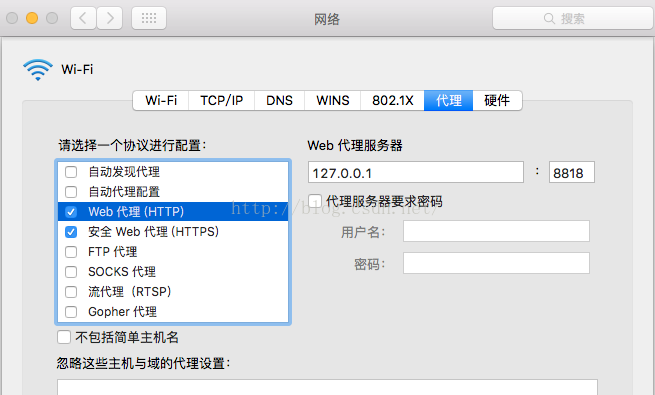 网络
搜索
Wi-Fi
Wi-Fi TCP/IP DNS WINS 802.1X 代理 硬件
请选择一个协议进行配置：
自动发现代理
自动代理配置
Web 代理 (HTTP)
安全 Web 代理 (HTTPS)
FTP 代理
SOCKS 代理
流代理（RTSP）
Gopher 代理
不包括简单主机名
忽略这些主机与域的代理设置：
Web 代理服务器
127.0.0.1 : 8818
代理服务器要求密码
用户名：
密码：
http://blog.csdn.net/